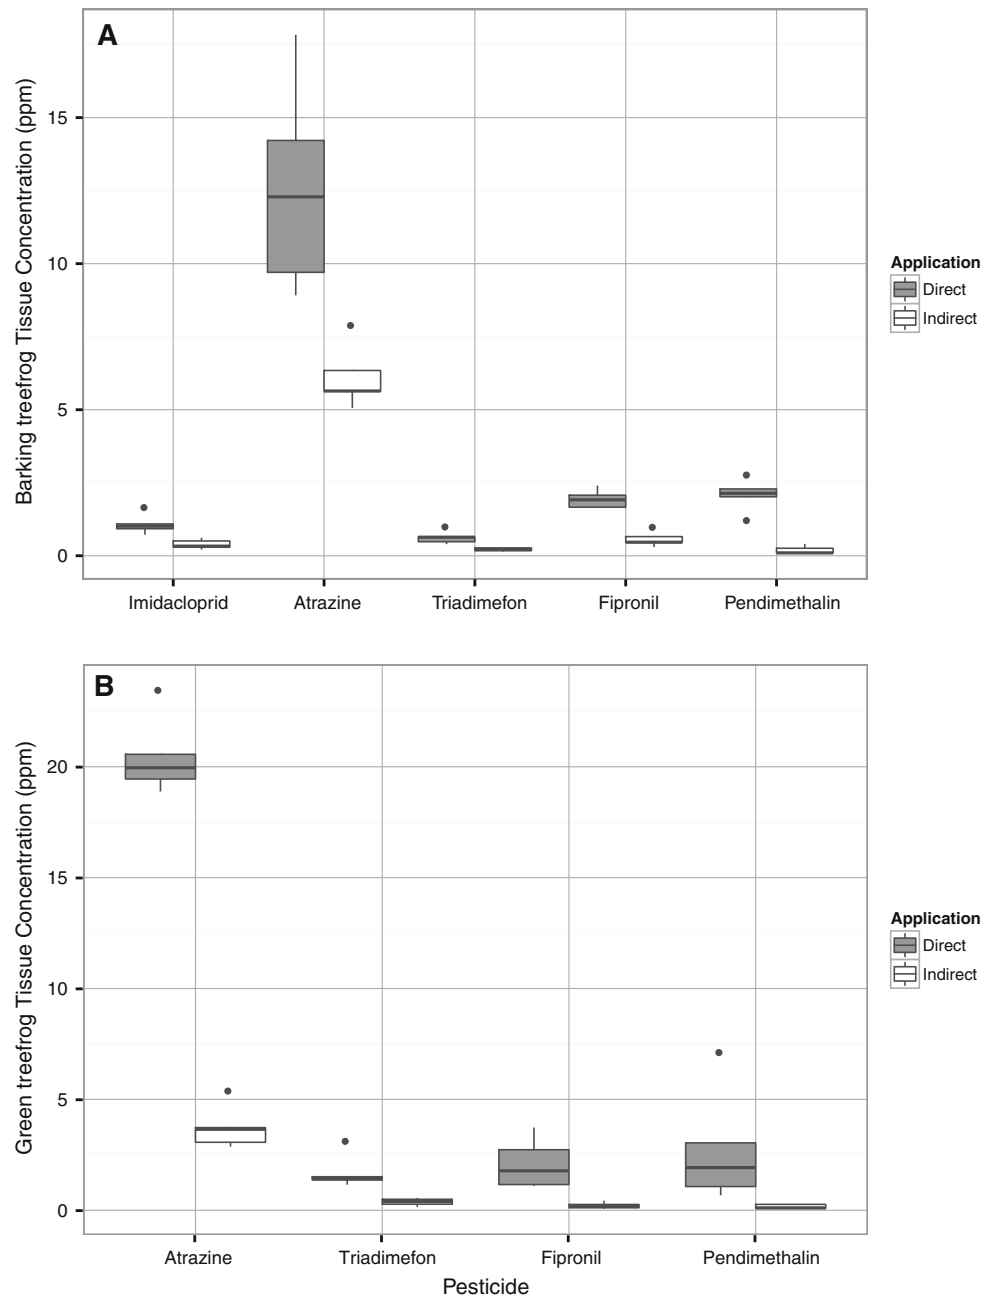 A
Barking treefrog Tissue Concentration (ppm)
15
10
5
0
Imidacloprid Atrazine Triadimefon Fipronil Pendimethalin
Application
Direct
Indirect
B
Green treefrog Tissue Concentration (ppm)
20
15
10
5
0
Atrazine Triadimefon Fipronil Pendimethalin
Pesticide
Application
Direct
Indirect